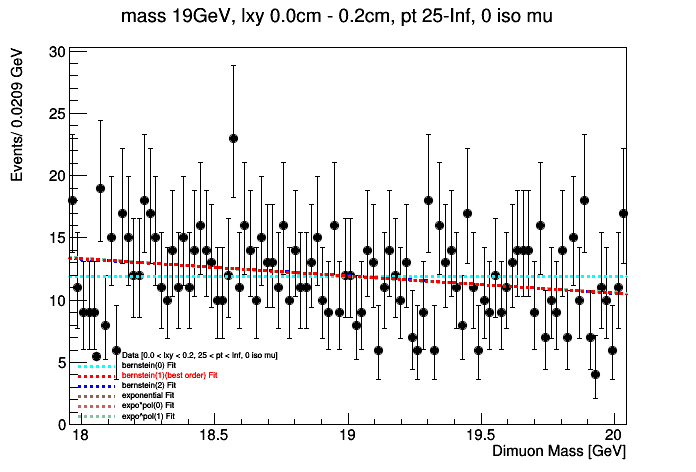 mass 19GeV, lxy 0.0cm - 0.2cm, pt 25-Inf, 0 iso mu
Events/ 0.0209 GeV
30
25
20
15
10
5
0
Data [0.0 < lxy < 0.2, 25 < pt < Inf, 0 iso mu]
bernstein(0) Fit
bernstein(1)(best order) Fit
bernstein(2) Fit
exponential Fit
expo*pol(0) Fit
expo^pol(1) Fit
18 18.5 19 19.5 20
Dimuon Mass [GeV]